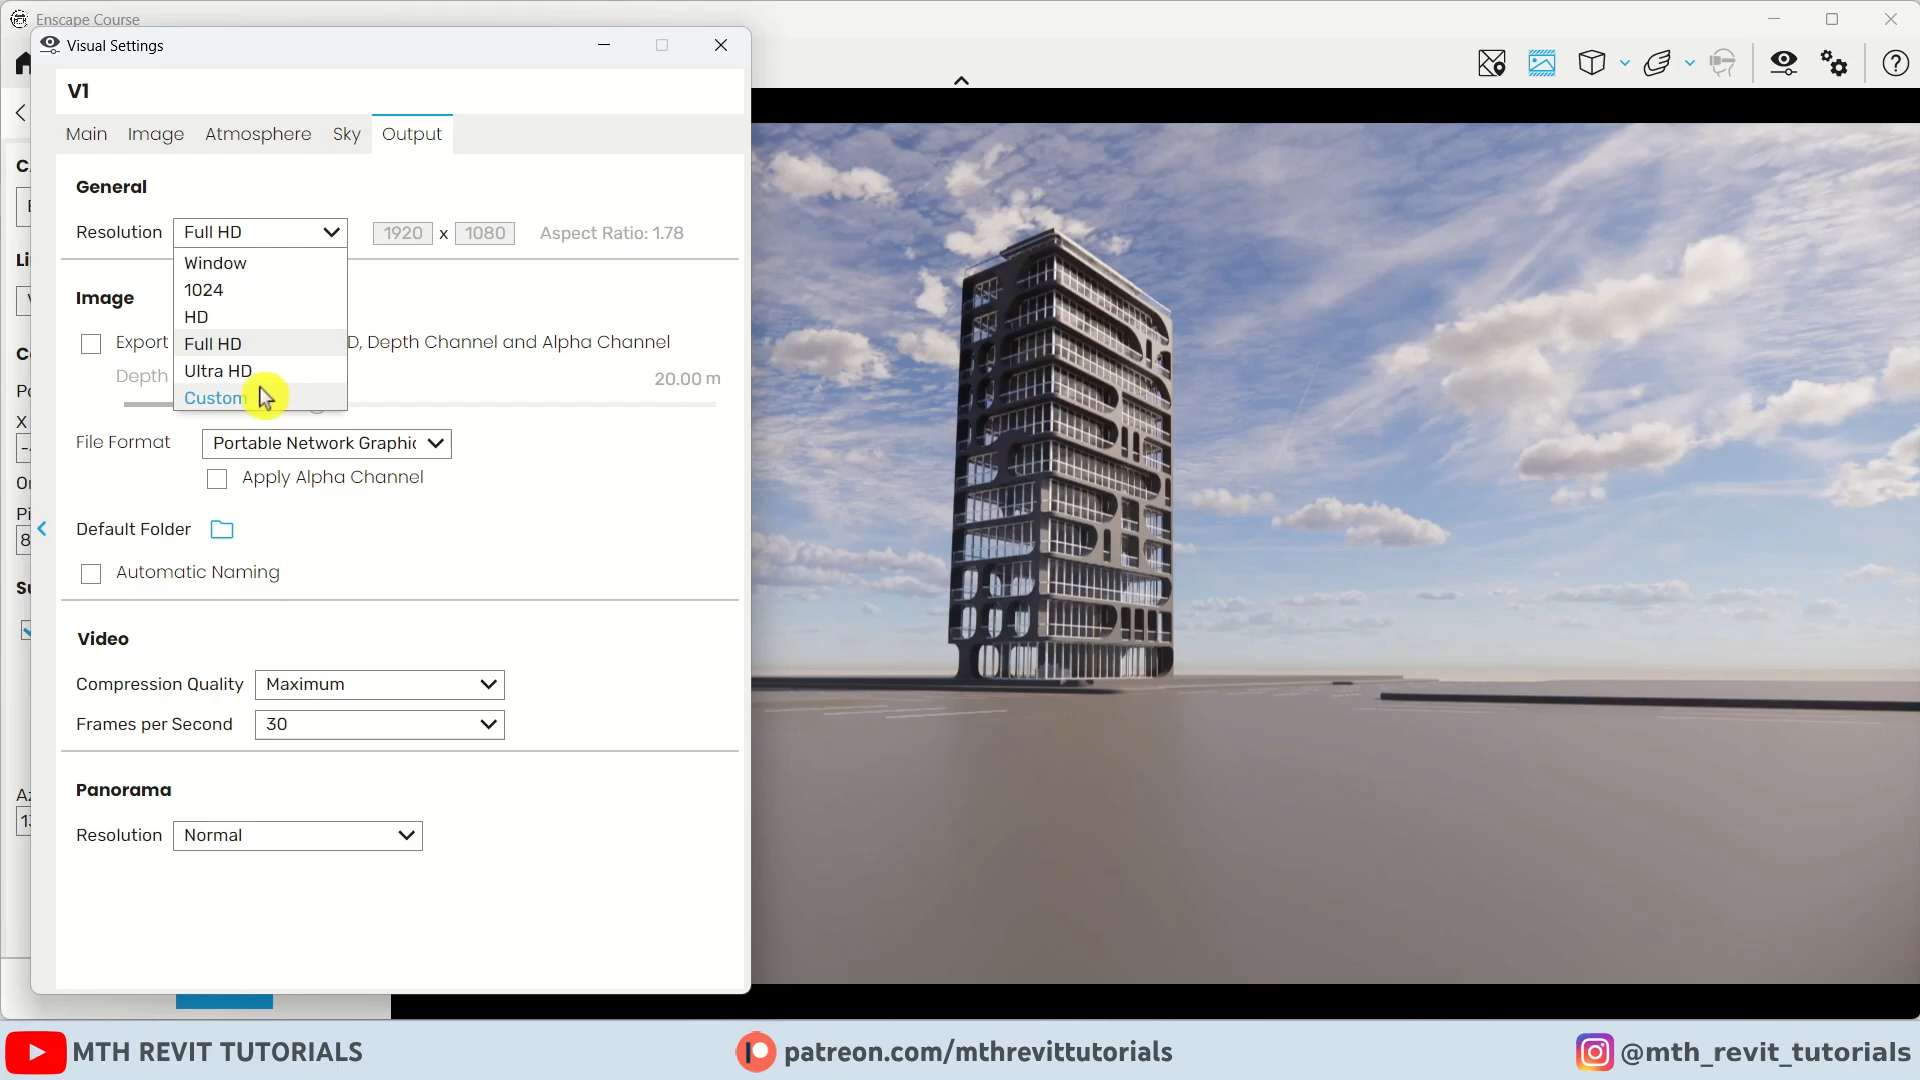 Enscape Course
Visual Settings
V1
Main Image Atmosphere Sky Output
General
Resolution Full HD 1920 x 1080 Aspect Ratio: 1.78
Window
1024
HD
Full HD
Ultra HD
Custom
Image
Export D, Depth Channel and Alpha Channel
Depth 20.00 m
File Format Portable Network Graphic
Apply Alpha Channel
Default Folder
Automatic Naming
Video
Compression Quality Maximum
Frames per Second 30
Panorama
Resolution Normal
MTH REVIT TUTORIALS
patreon.com/mthrevittutorials
@mth_revit_tutorials